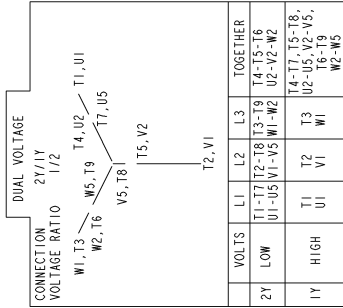 DUAL VOLTAGE
CONNECTION 2Y/1Y
VOLTAGE RATIO 1/2
W1,T3
W2,T6
W5,T9
V5,T8
T4,U2
T7,U5
T1,U1
T5,V2
T2,V1
VOLTS L1 L2 L3 TOGETHER
2Y LOW T1-T7 T2-T8 T3-T9 T4-T5-T6
U1-U5 V1-V5 W1-W2 U2-V2-W2
1Y HIGH T1 T2 T3 T4-T7,T5-T8,
U1 V1 W1 U2-U5,V2-V5,
T6-T9
W2-W5